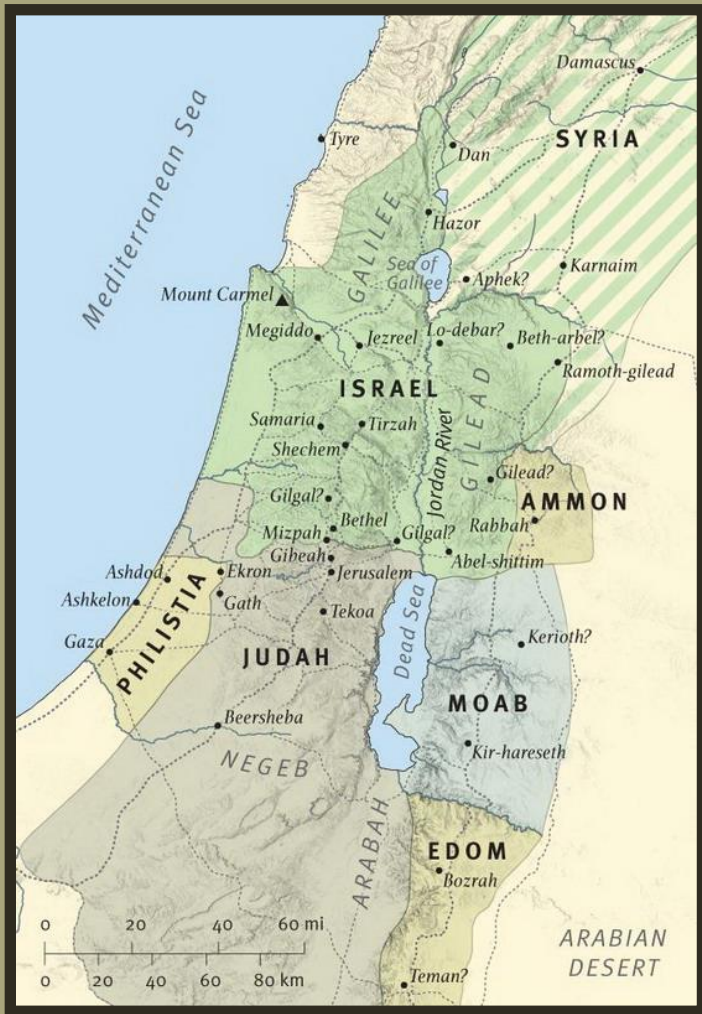 Damascus
SYRIA
Tyre
Dan
Mediterranean Sea
Hazor
GALILEE
Sea of
Galilee
Aphek?
Karnaim
Mount Carmel
Megiddo
Jezreel
Lo-debar?
Beth-arbel?
Ramoth-gilead
ISRAEL
GILEAD
Samaria
Tirzah
Shechem
Jordan River
Gilead?
AMMON
Gilgal?
Rabbah
Bethel
Mizpah
Gilgal?
Gibeah
Abel-shittim
Jerusalem
Ashdod
Ekron
Ashkelon
Gath
Tekoa
PHILISTIA
Gaza
JUDAH
Dead Sea
Kerioth?
MOAB
Beersheba
Kir-hareseth
NEGEB
ARABAH
EDOM
Bozrah
ARABIAN
DESERT
Teman?
0 20 40 60 mi
0 20 40 60 80 km